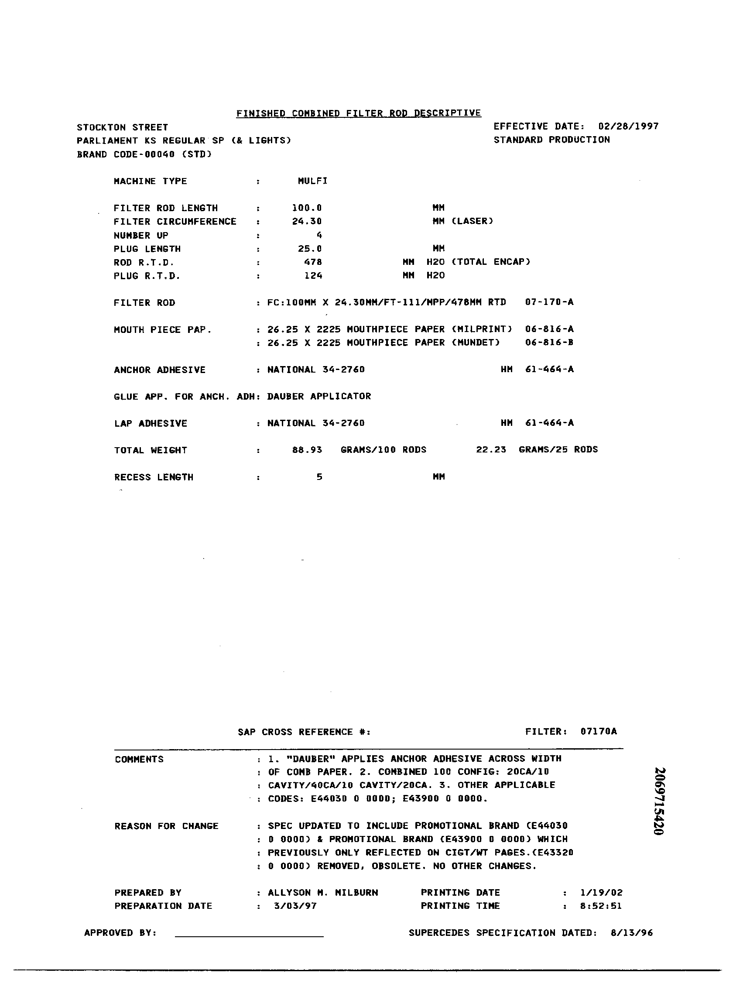 FINISHED COMBINED FILTER ROD DESCRIPTIVE
STOCKTON STREET EFFECTIVE DATE: 02/28/1997
PARLIAMENT KS REGULAR SP (& LIGHTS) STANDARD PRODUCTION
BRAND CODE-00040 (STD)
MACHINE TYPE : MULFI
FILTER ROD LENGTH : 100.0 MM
FILTER CIRCUMFERENCE : 24.30 MM (LASER)
NUMBER UP : 4
PLUG LENGTH : 25.0 MM
ROD R.T.D. : 478 MM H2O (TOTAL ENCAP)
PLUG R.T.D. : 124 MM H2O
FILTER ROD : FC:100MM X 24.30MM/FT-111/MPP/478MM RTD 07-170-A
MOUTH PIECE PAP. : 26.25 X 2225 MOUTHPIECE PAPER (MILPRINT) 06-816-A
: 26.25 X 2225 MOUTHPIECE PAPER (MUNDET) 06-816-B
ANCHOR ADHESIVE : NATIONAL 34-2760 HM 61-464-A
GLUE APP. FOR ANCH. ADH: DAUBER APPLICATOR
LAP ADHESIVE : NATIONAL 34-2760 HM 61-464-A
TOTAL WEIGHT : 88.93 GRAMS/100 RODS 22.23 GRAMS/25 RODS
RECESS LENGTH : 5 MM
SAP CROSS REFERENCE #: FILTER: 07170A
COMMENTS : 1. "DAUBER" APPLIES ANCHOR ADHESIVE ACROSS WIDTH
: OF COMB PAPER. 2. COMBINED 100 CONFIG: 20CA/10
: CAVITY/40CA/10 CAVITY/20CA. 3. OTHER APPLICABLE
: CODES: E44030 0 0000; E43900 0 0000.
REASON FOR CHANGE : SPEC UPDATED TO INCLUDE PROMOTIONAL BRAND (E44030
: 0 0000) & PROMOTIONAL BRAND (E43900 0 0000) WHICH
: PREVIOUSLY ONLY REFLECTED ON CIGT/WT PAGES.(E43320
: 0 0000) REMOVED, OBSOLETE. NO OTHER CHANGES.
PREPARED BY : ALLYSON M. MILBURN PRINTING DATE : 1/19/02
PREPARATION DATE : 3/03/97 PRINTING TIME : 8:52:51
APPROVED BY: SUPERCEDES SPECIFICATION DATED: 8/13/96
2069715420